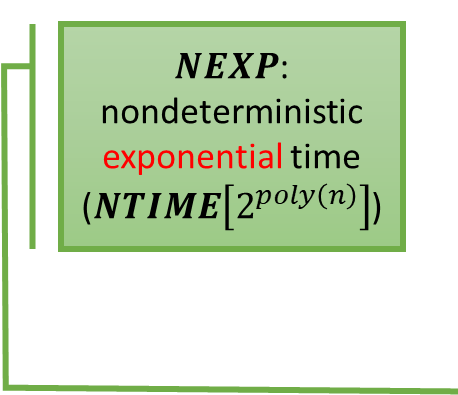 NEXP:
nondeterministic
exponential time
(NTIME[2^{poly(n)}])